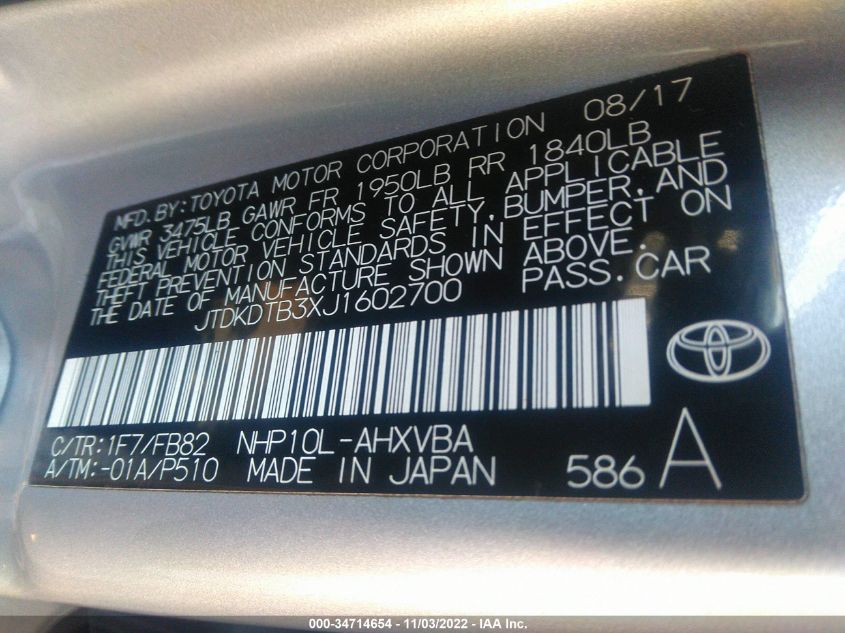 MFD.BY:TOYOTA MOTOR CORPORATION 08/17
GVWR 3475LB GAWR FR 1950LB RR 1840LB
THIS VEHICLE CONFORMS TO ALL APPLICABLE
FEDERAL MOTOR VEHICLE SAFETY,BUMPER,AND
THEFT PREVENTION STANDARDS IN EFFECT ON
THE DATE OF MANUFACTURE SHOWN ABOVE.
JTDKDTB3XJ1602700 PASS.CAR
C/TR:1F7/FB82 NHP10L-AHXVBA
A/TM:-01A/P510 MADE IN JAPAN 586 A
000-34714654 - 11/03/2022 - IAA Inc.